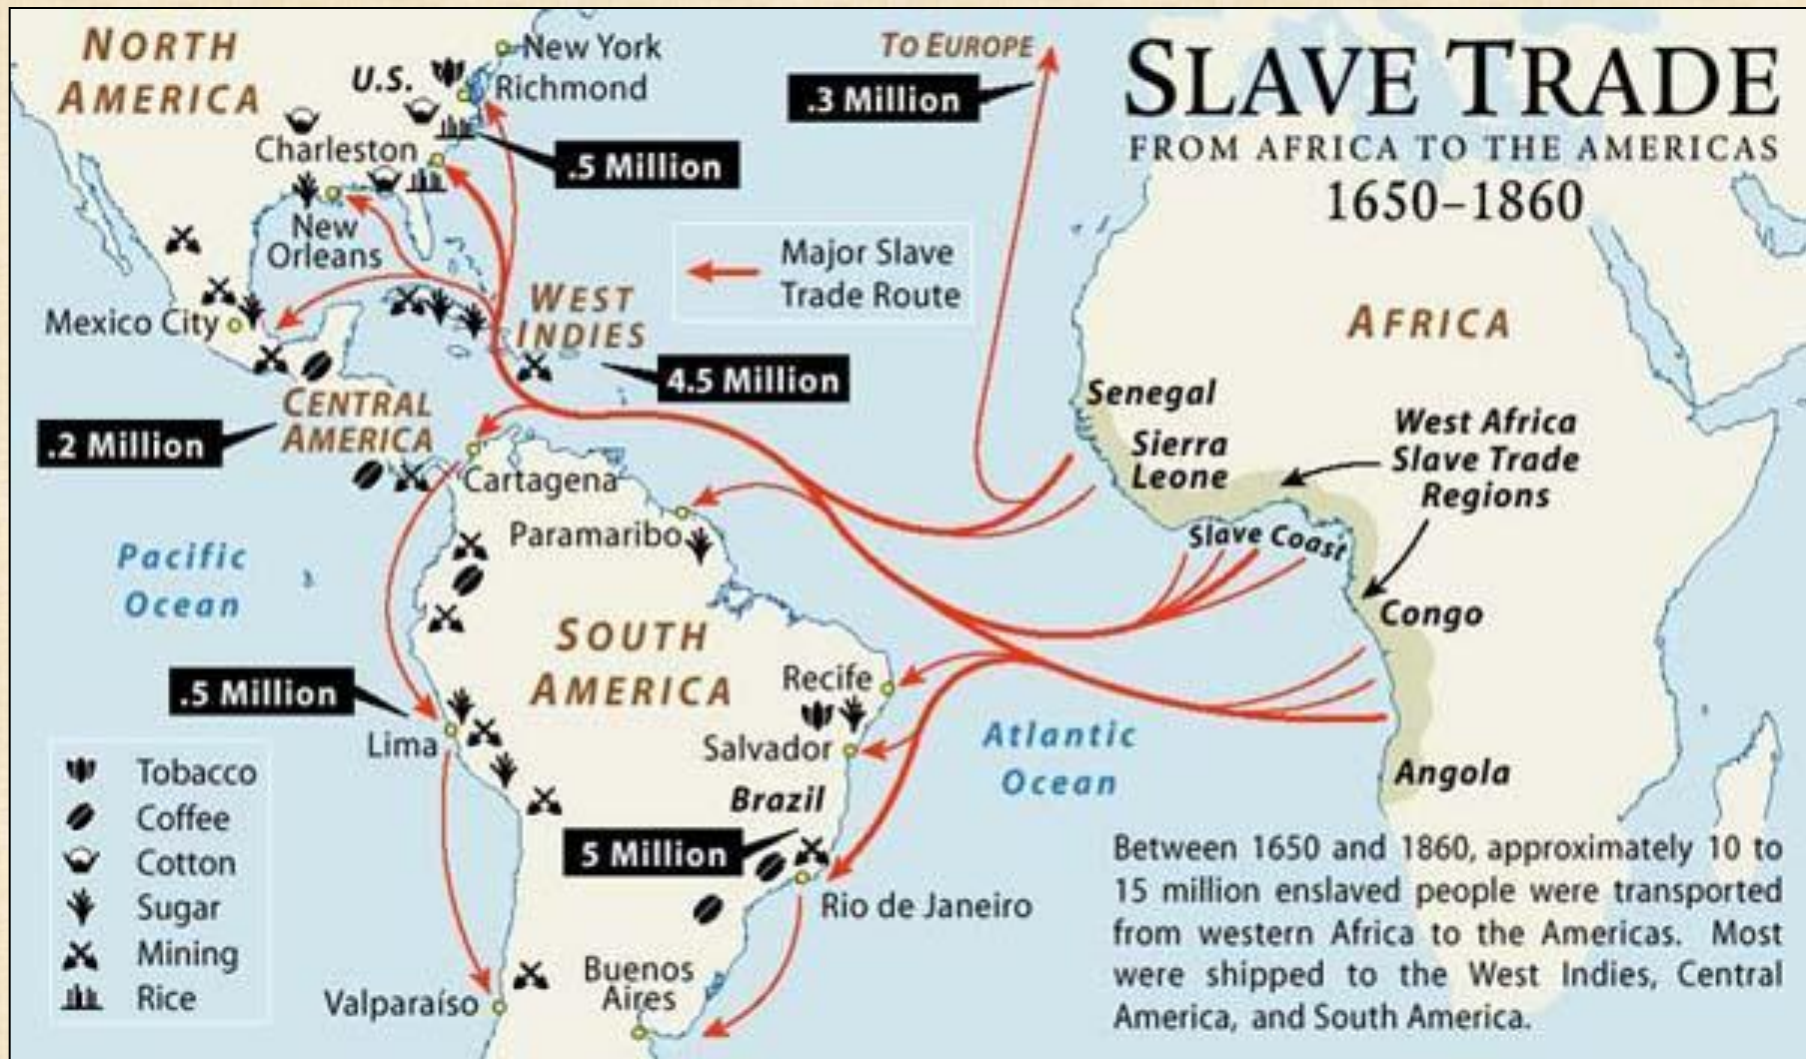 SLAVE TRADE
FROM AFRICA TO THE AMERICAS
1650–1860
NORTH
AMERICA
U.S.
New York
Richmond
Charleston
.5 Million
New
Orleans
Mexico City
WEST
INDIES
4.5 Million
CENTRAL
AMERICA
.2 Million
TO EUROPE
.3 Million
Major Slave
Trade Route
AFRICA
Senegal
Sierra
Leone
West Africa
Slave Trade
Regions
Slave Coast
Congo
Angola
Cartagena
Paramaribo
Pacific
Ocean
SOUTH
AMERICA
Recife
Salvador
Brazil
.5 Million
Lima
5 Million
Rio de Janeiro
Buenos
Aires
Valparaíso
Atlantic
Ocean
Tobacco
Coffee
Cotton
Sugar
Mining
Rice
Between 1650 and 1860, approximately 10 to
15 million enslaved people were transported
from western Africa to the Americas. Most
were shipped to the West Indies, Central
America, and South America.